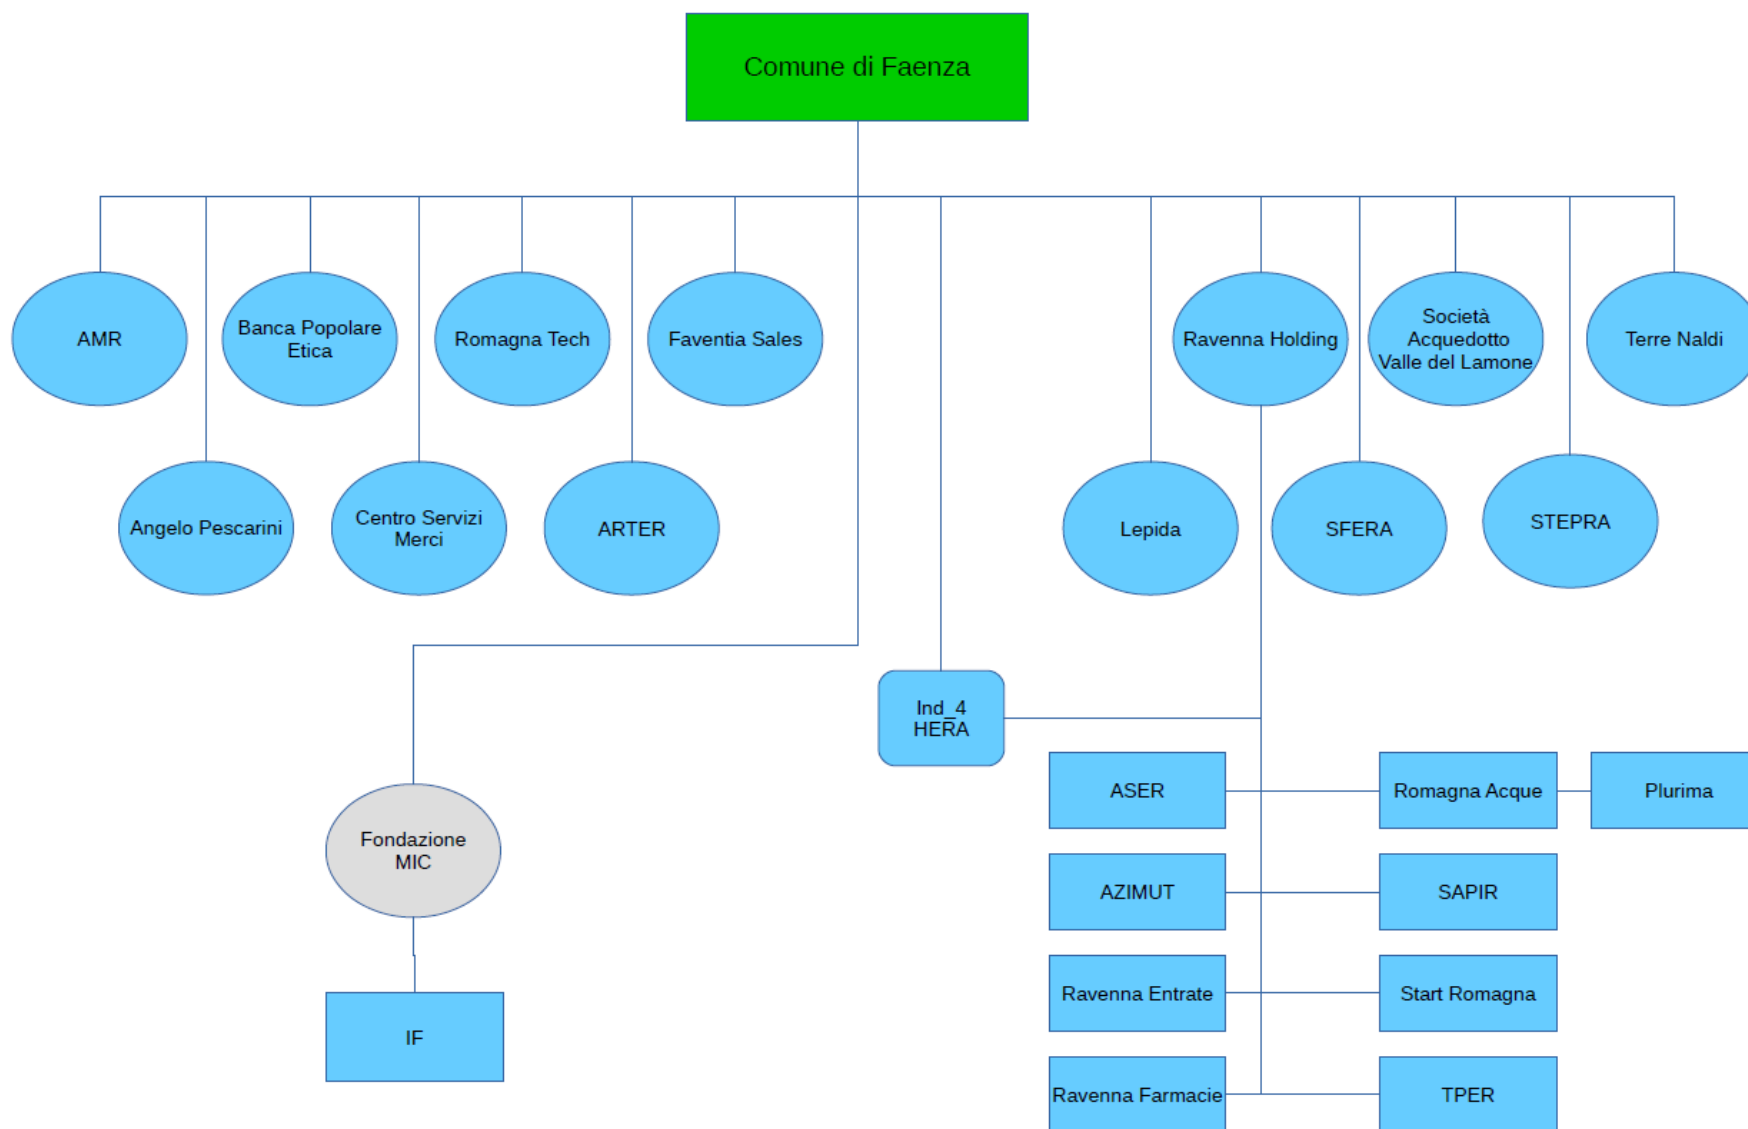 Comune di Faenza
AMR
Banca Popolare
Etica
Romagna Tech
Faventia Sales
Ravenna Holding
Società
Acquedotto
Valle del Lamone
Terre Naldi
Angelo Pescarini
Centro Servizi
Merci
ARTER
Lepida
SFERA
STEPRA
Ind_4
HERA
ASER
Romagna Acque
Plurima
Fondazione
MIC
AZIMUT
SAPIR
Ravenna Entrate
Start Romagna
IF
Ravenna Farmacie
TPER